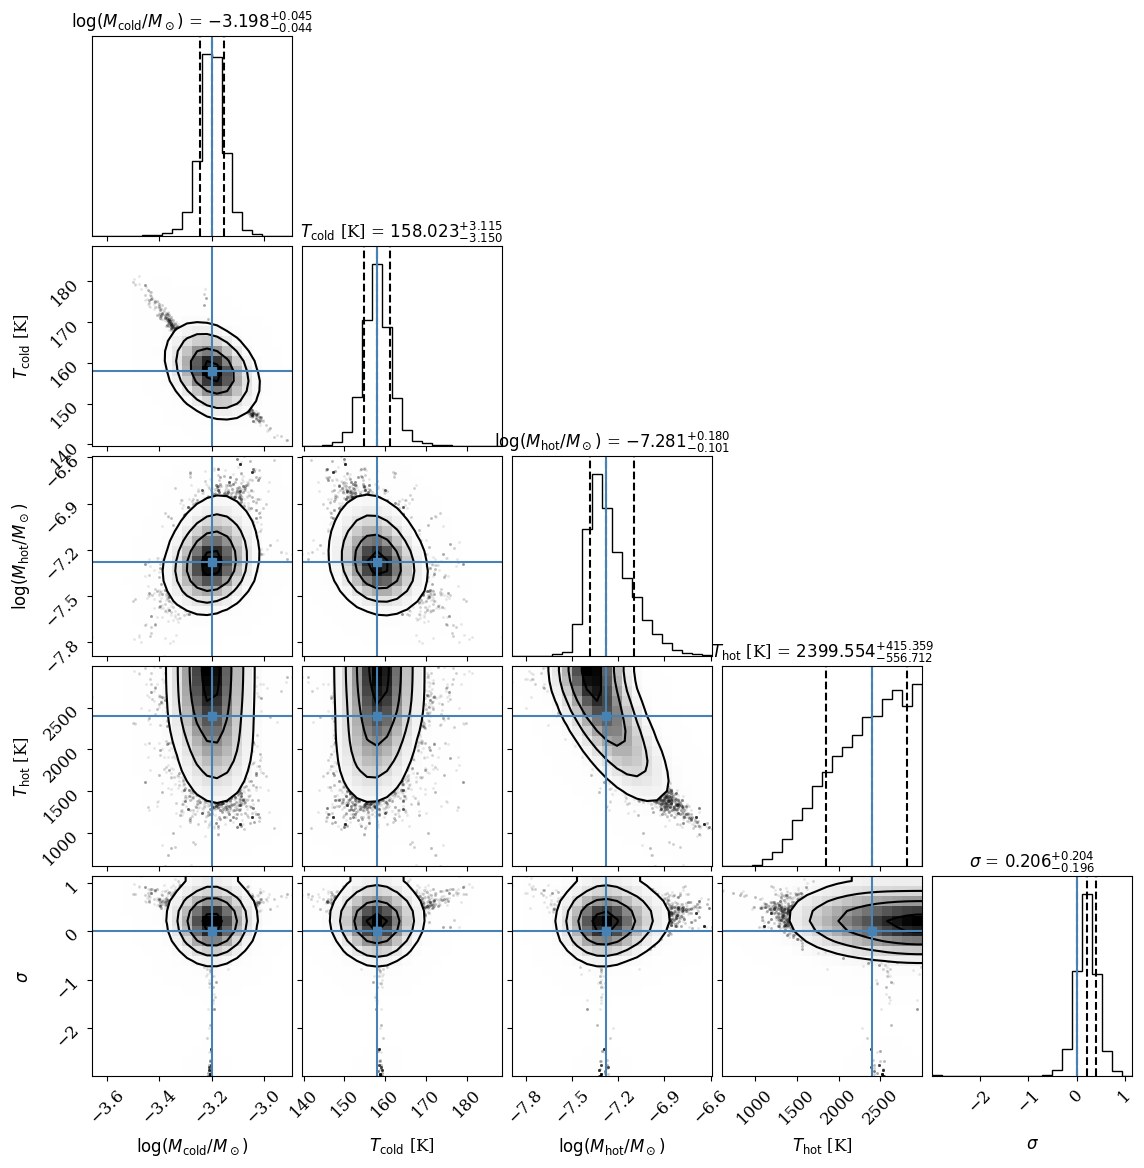 log(M_cold/M_⊙) = −3.198 +0.045 −0.044
T_cold [K] = 158.023 +3.115 −3.150
180
170
160
150
140
T_cold [K]
log(M_hot/M_⊙) = −7.281 +0.180 −0.101
−6.6
−6.9
−7.2
−7.5
−7.8
log(M_hot/M_⊙)
T_hot [K] = 2399.554 +415.359 −556.712
2500
2000
1500
1000
T_hot [K]
σ = 0.206 +0.204 −0.196
1
0
−1
−2
σ
−3.6 −3.4 −3.2 −3.0
140 150 160 170 180
−7.8 −7.5 −7.2 −6.9 −6.6
1000 1500 2000 2500
−2 −1 0 1
log(M_cold/M_⊙)
T_cold [K]
log(M_hot/M_⊙)
T_hot [K]
σ